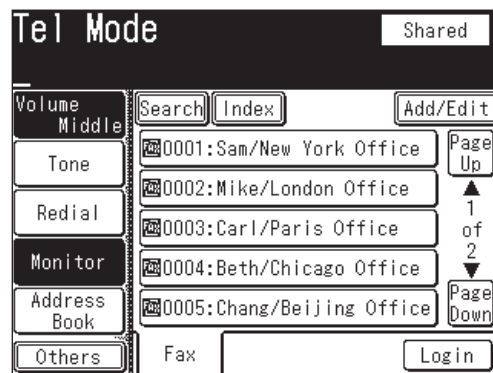 Tel Mode
Shared
Volume
Middle
Search
Index
Add/Edit
Tone
Redial
Monitor
Address
Book
Others
0001:Sam/New York Office
0002:Mike/London Office
0003:Carl/Paris Office
0004:Beth/Chicago Office
0005:Chang/Beijing Office
Page
Up
1
of
2
Page
Down
Fax
Login